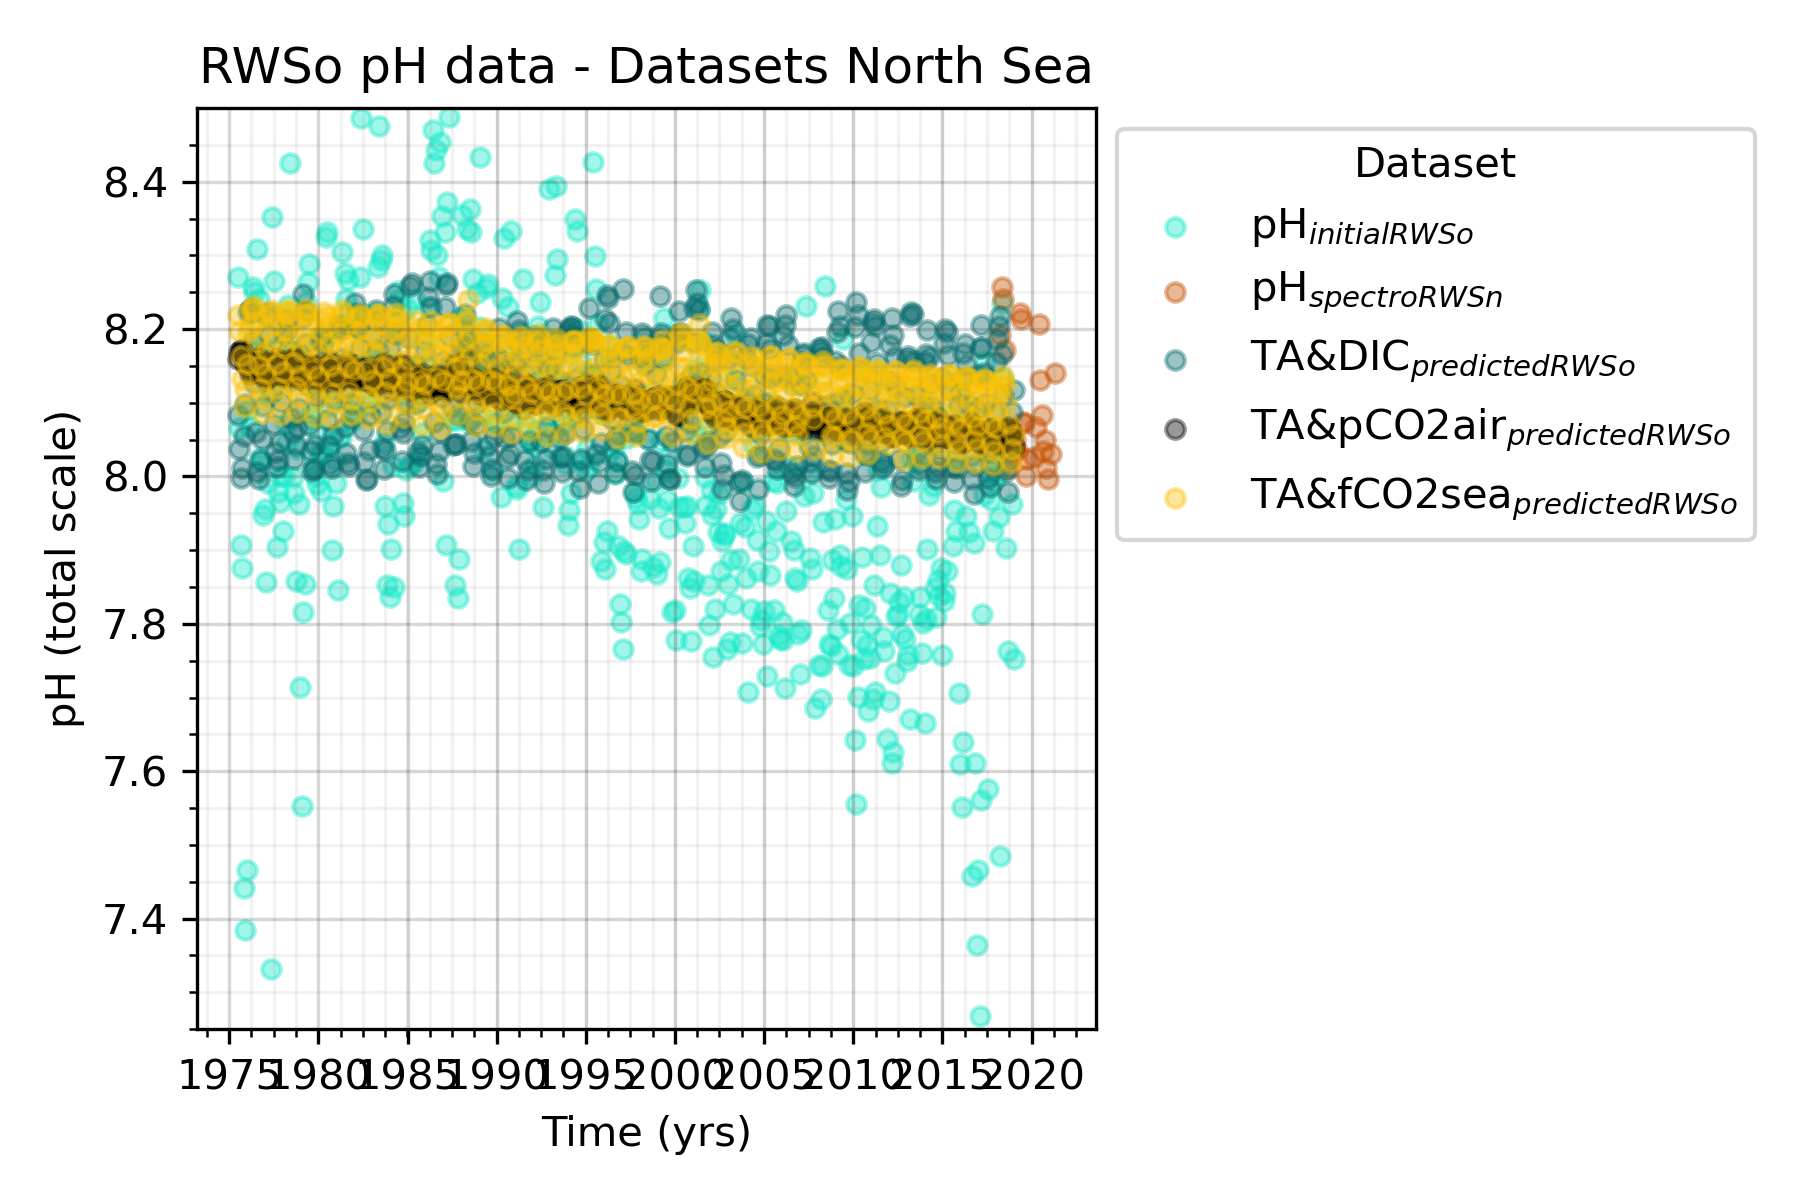 RWSo pH data - Datasets North Sea
8.4
8.2
8.0
7.8
7.6
7.4
pH (total scale)
1975 1980 1985 1990 1995 2000 2005 2010 2015 2020
Time (yrs)
Dataset
pHinitialRWSo
pHspectroRWSn
TA&DICpredictedRWSo
TA&pCO2airpredictedRWSo
TA&fCO2seapredictedRWSo